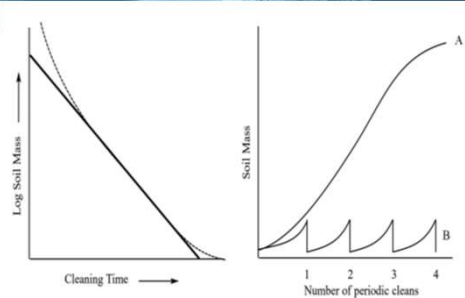 Log Soil Mass
Cleaning Time
Soil Mass
A
B
1 2 3 4
Number of periodic cleans